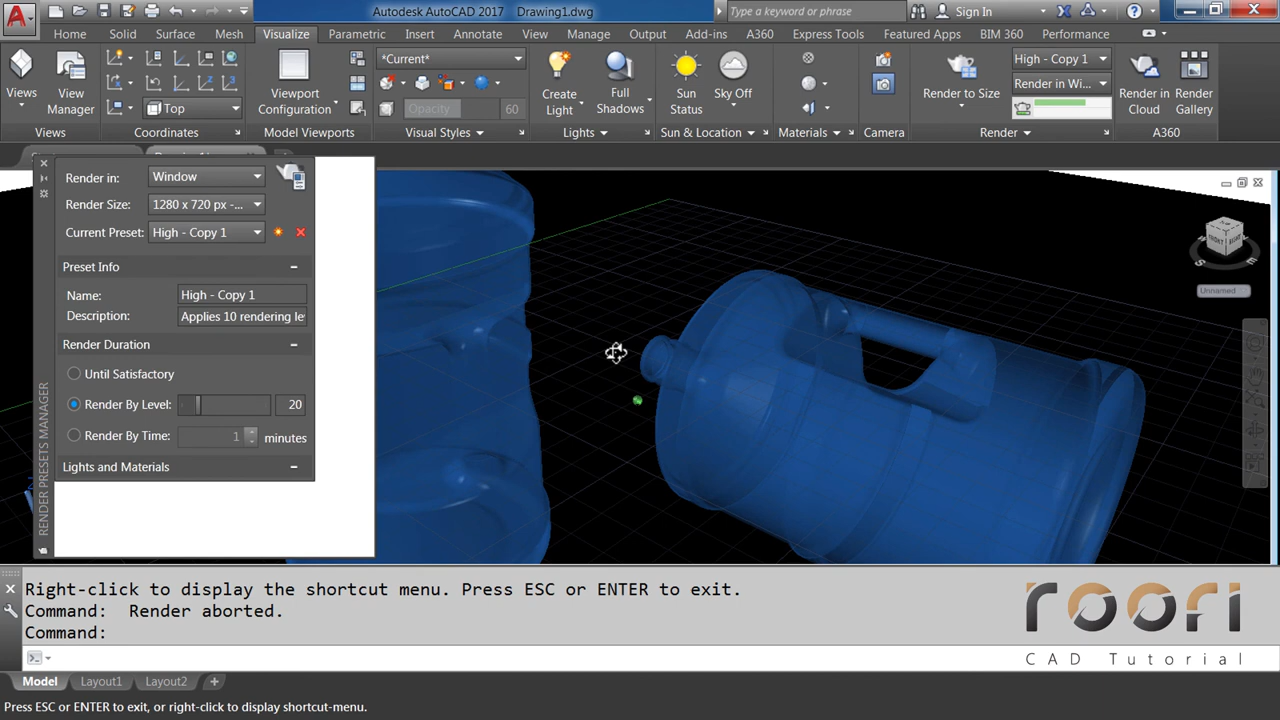 Autodesk AutoCAD 2017 Drawing1.dwg
Type a keyword or phrase
Sign In
Home Solid Surface Mesh Visualize Parametric Insert Annotate View Manage Output Add-ins A360 Express Tools Featured Apps BIM 360 Performance
Views
View Manager
Top
Viewport Configuration
*Current*
Opacity 60
Create Light
Full Shadows
Sun Status
Sky Off
Render to Size
High - Copy 1
Render in Wi...
Render in Cloud
Render Gallery
Views Coordinates Model Viewports Visual Styles Lights Sun & Location Materials Camera Render A360
Render in: Window
Render Size: 1280 x 720 px -...
Current Preset: High - Copy 1
Preset Info
Name: High - Copy 1
Description: Applies 10 rendering le
Render Duration
Until Satisfactory
Render By Level: 20
Render By Time: 1 minutes
Lights and Materials
RENDER PRESETS MANAGER
FRONT RIGHT
S E
Unnamed
Right-click to display the shortcut menu. Press ESC or ENTER to exit.
Command:  Render aborted.
Command:
roofi
CAD Tutorial
Model Layout1 Layout2 +
Press ESC or ENTER to exit, or right-click to display shortcut-menu.